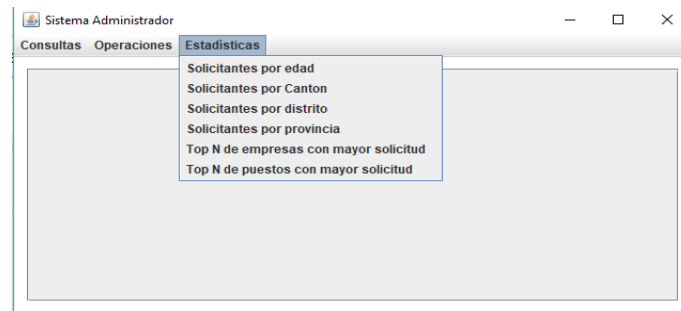 Sistema Administrador
Consultas Operaciones Estadísticas
Solicitantes por edad
Solicitantes por Canton
Solicitantes por distrito
Solicitantes por provincia
Top N de empresas con mayor solicitud
Top N de puestos con mayor solicitud